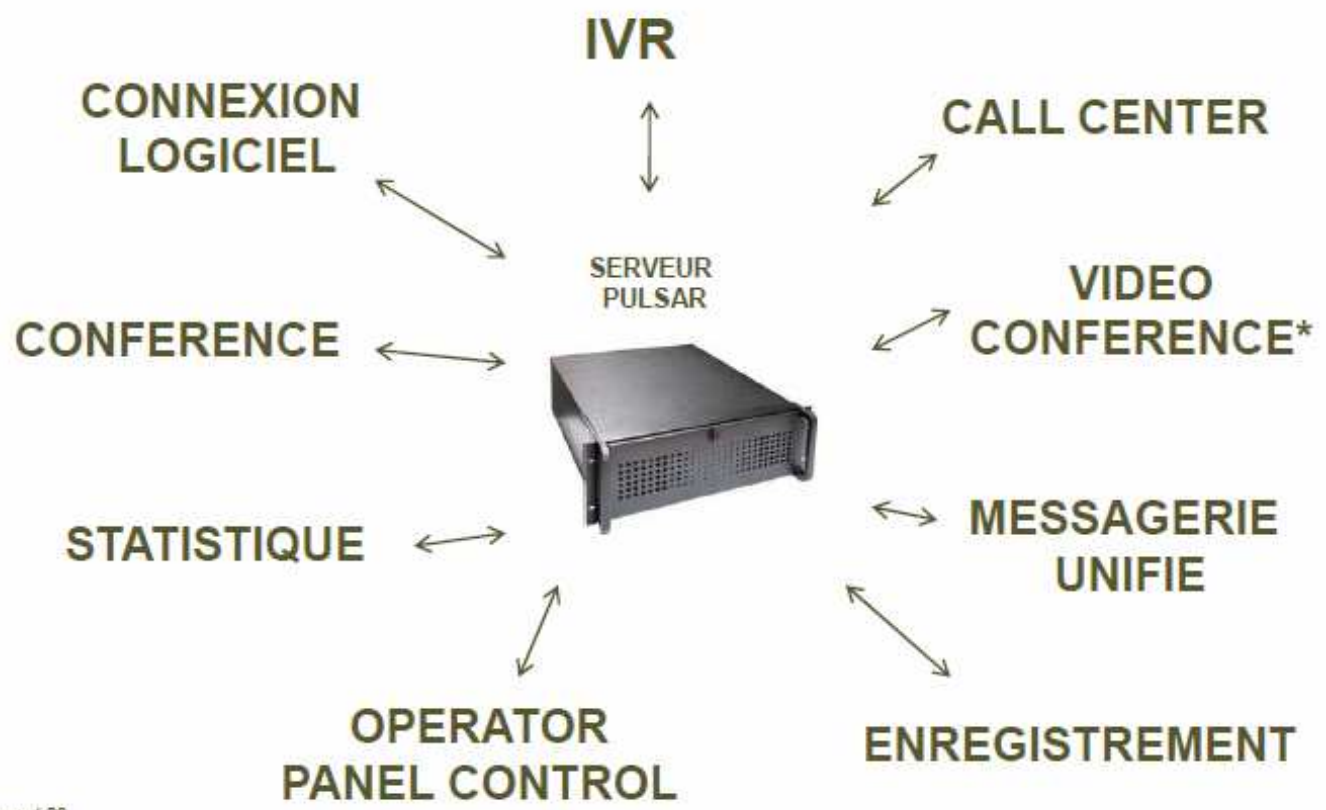 IVR
CONNEXION
LOGICIEL
CALL CENTER
SERVEUR
PULSAR
VIDEO
CONFERENCE*
CONFERENCE
STATISTIQUE
MESSAGERIE
UNIFIE
OPERATOR
PANEL CONTROL
ENREGISTREMENT